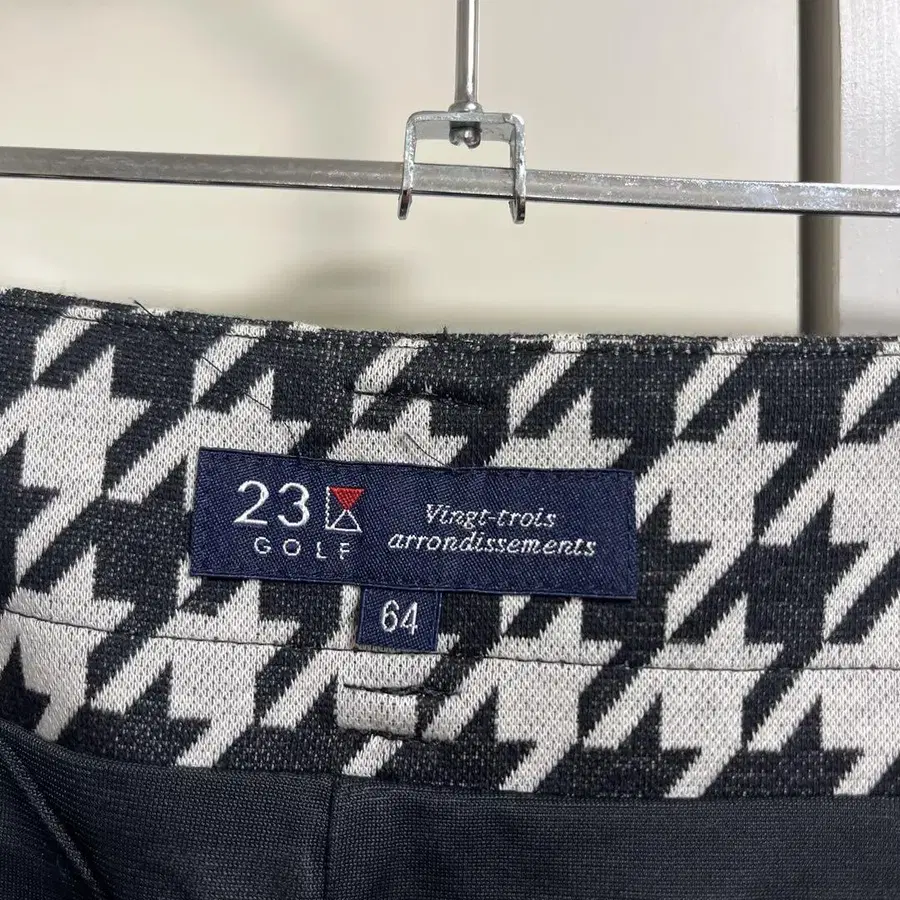 23
GOLF
Vingt-trois
arrondissements
64